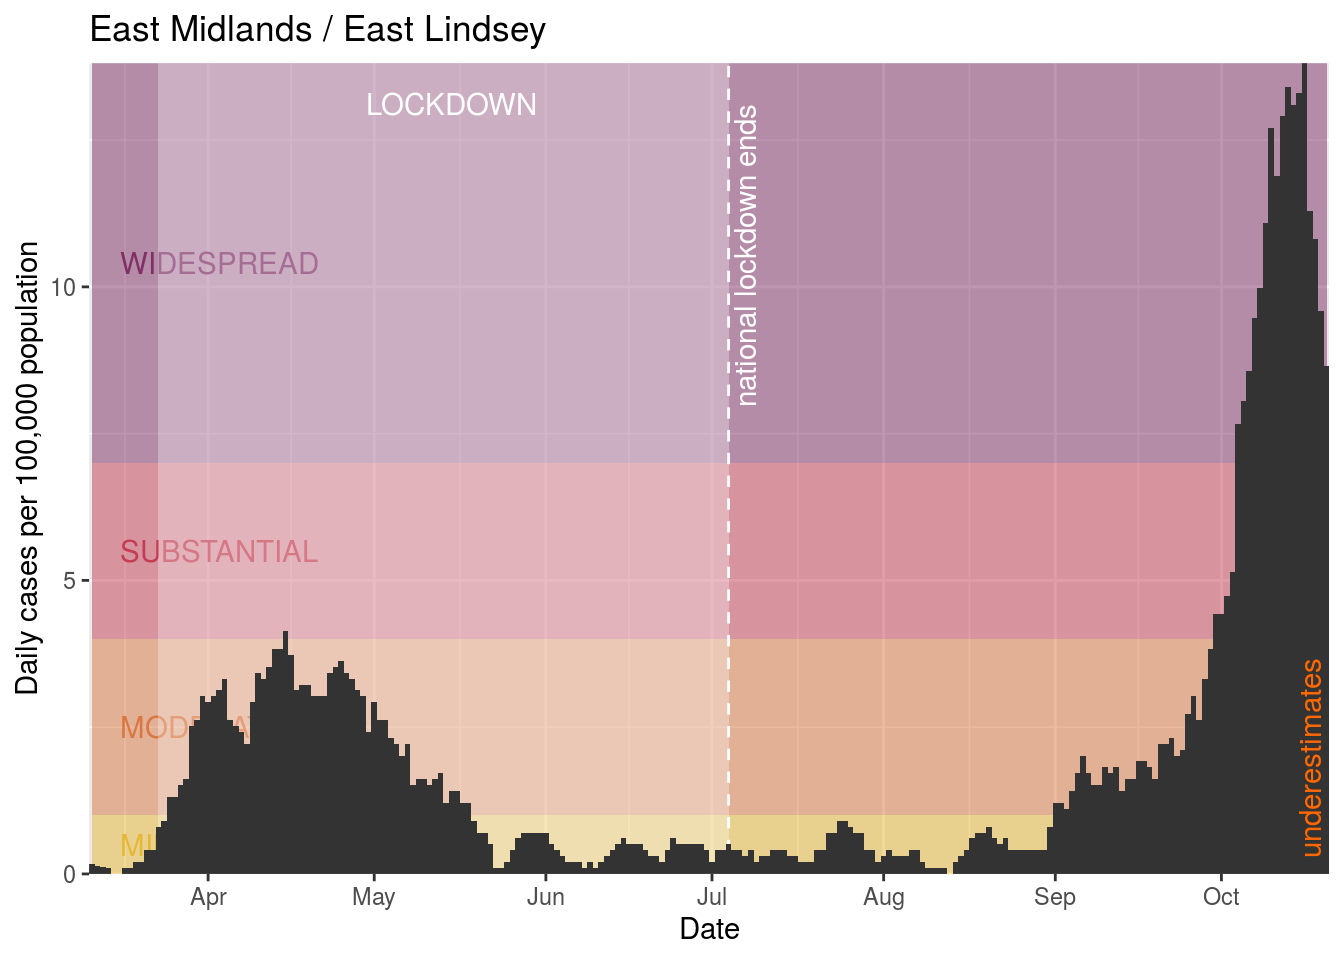 East Midlands / East Lindsey
LOCKDOWN
national lockdown ends
WIDESPREAD
SUBSTANTIAL
underestimates
Daily cases per 100,000 population
10
5
0
Apr
May
Jun
Jul
Aug
Sep
Oct
Date